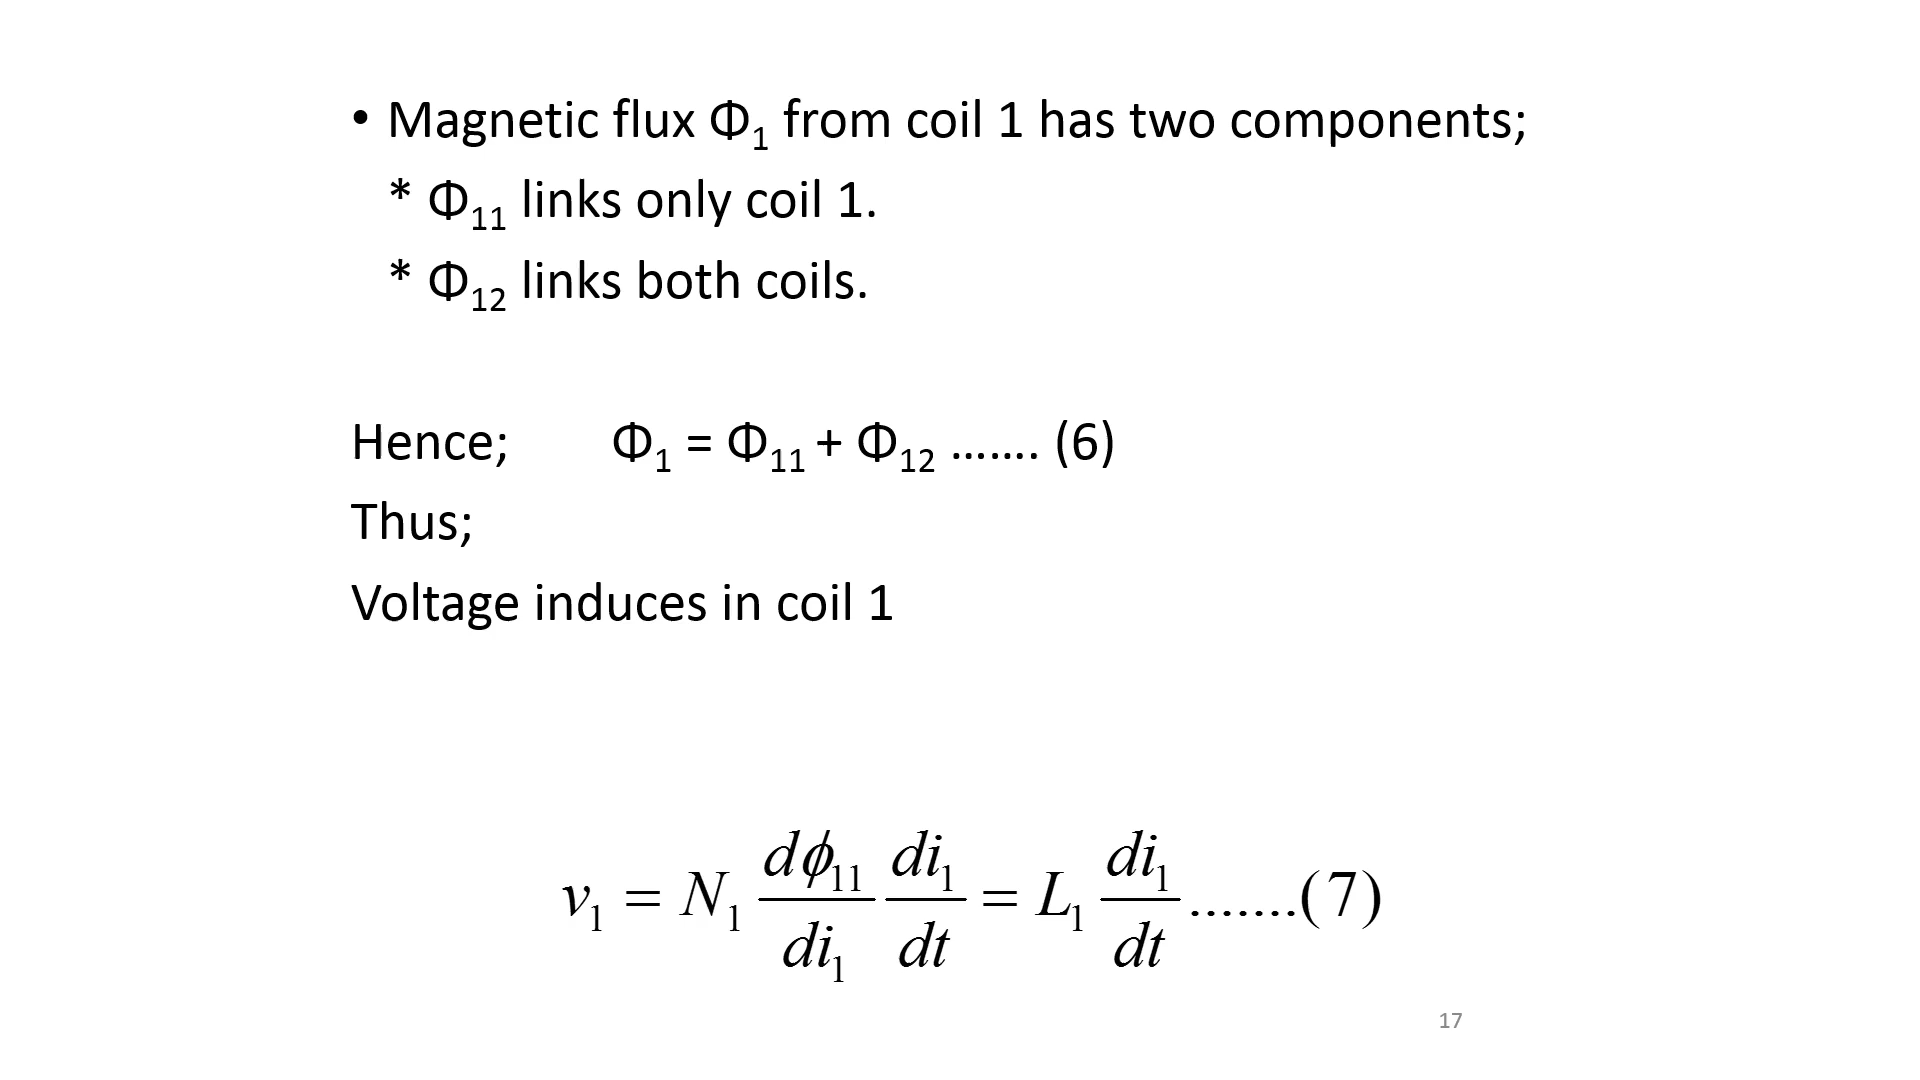 • Magnetic flux Φ₁ from coil 1 has two components;
* Φ₁₁ links only coil 1.
* Φ₁₂ links both coils.
Hence; Φ₁ = Φ₁₁ + Φ₁₂ ……. (6)
Thus;
Voltage induces in coil 1
v₁ = N₁ dϕ₁₁/di₁ di₁/dt = L₁ di₁/dt .......(7)
17